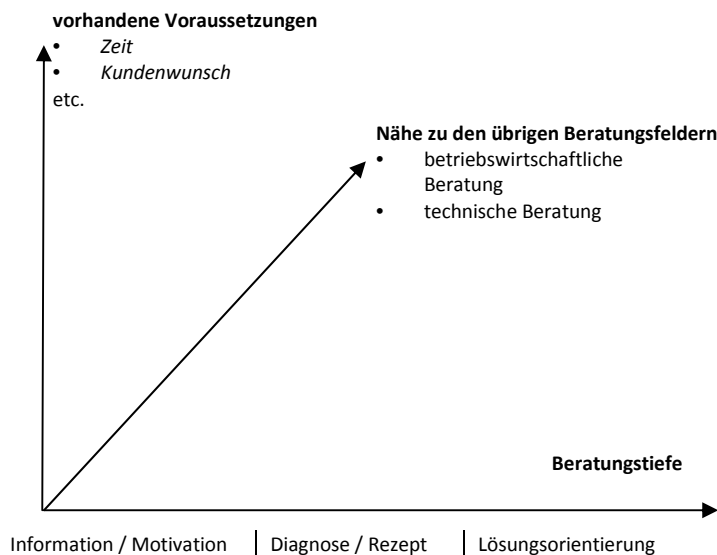 vorhandene Voraussetzungen
• Zeit
• Kundenwunsch
etc.
Nähe zu den übrigen Beratungsfeldern
• betriebswirtschaftliche
Beratung
• technische Beratung
Beratungstiefe
Information / Motivation | Diagnose / Rezept | Lösungsorientierung